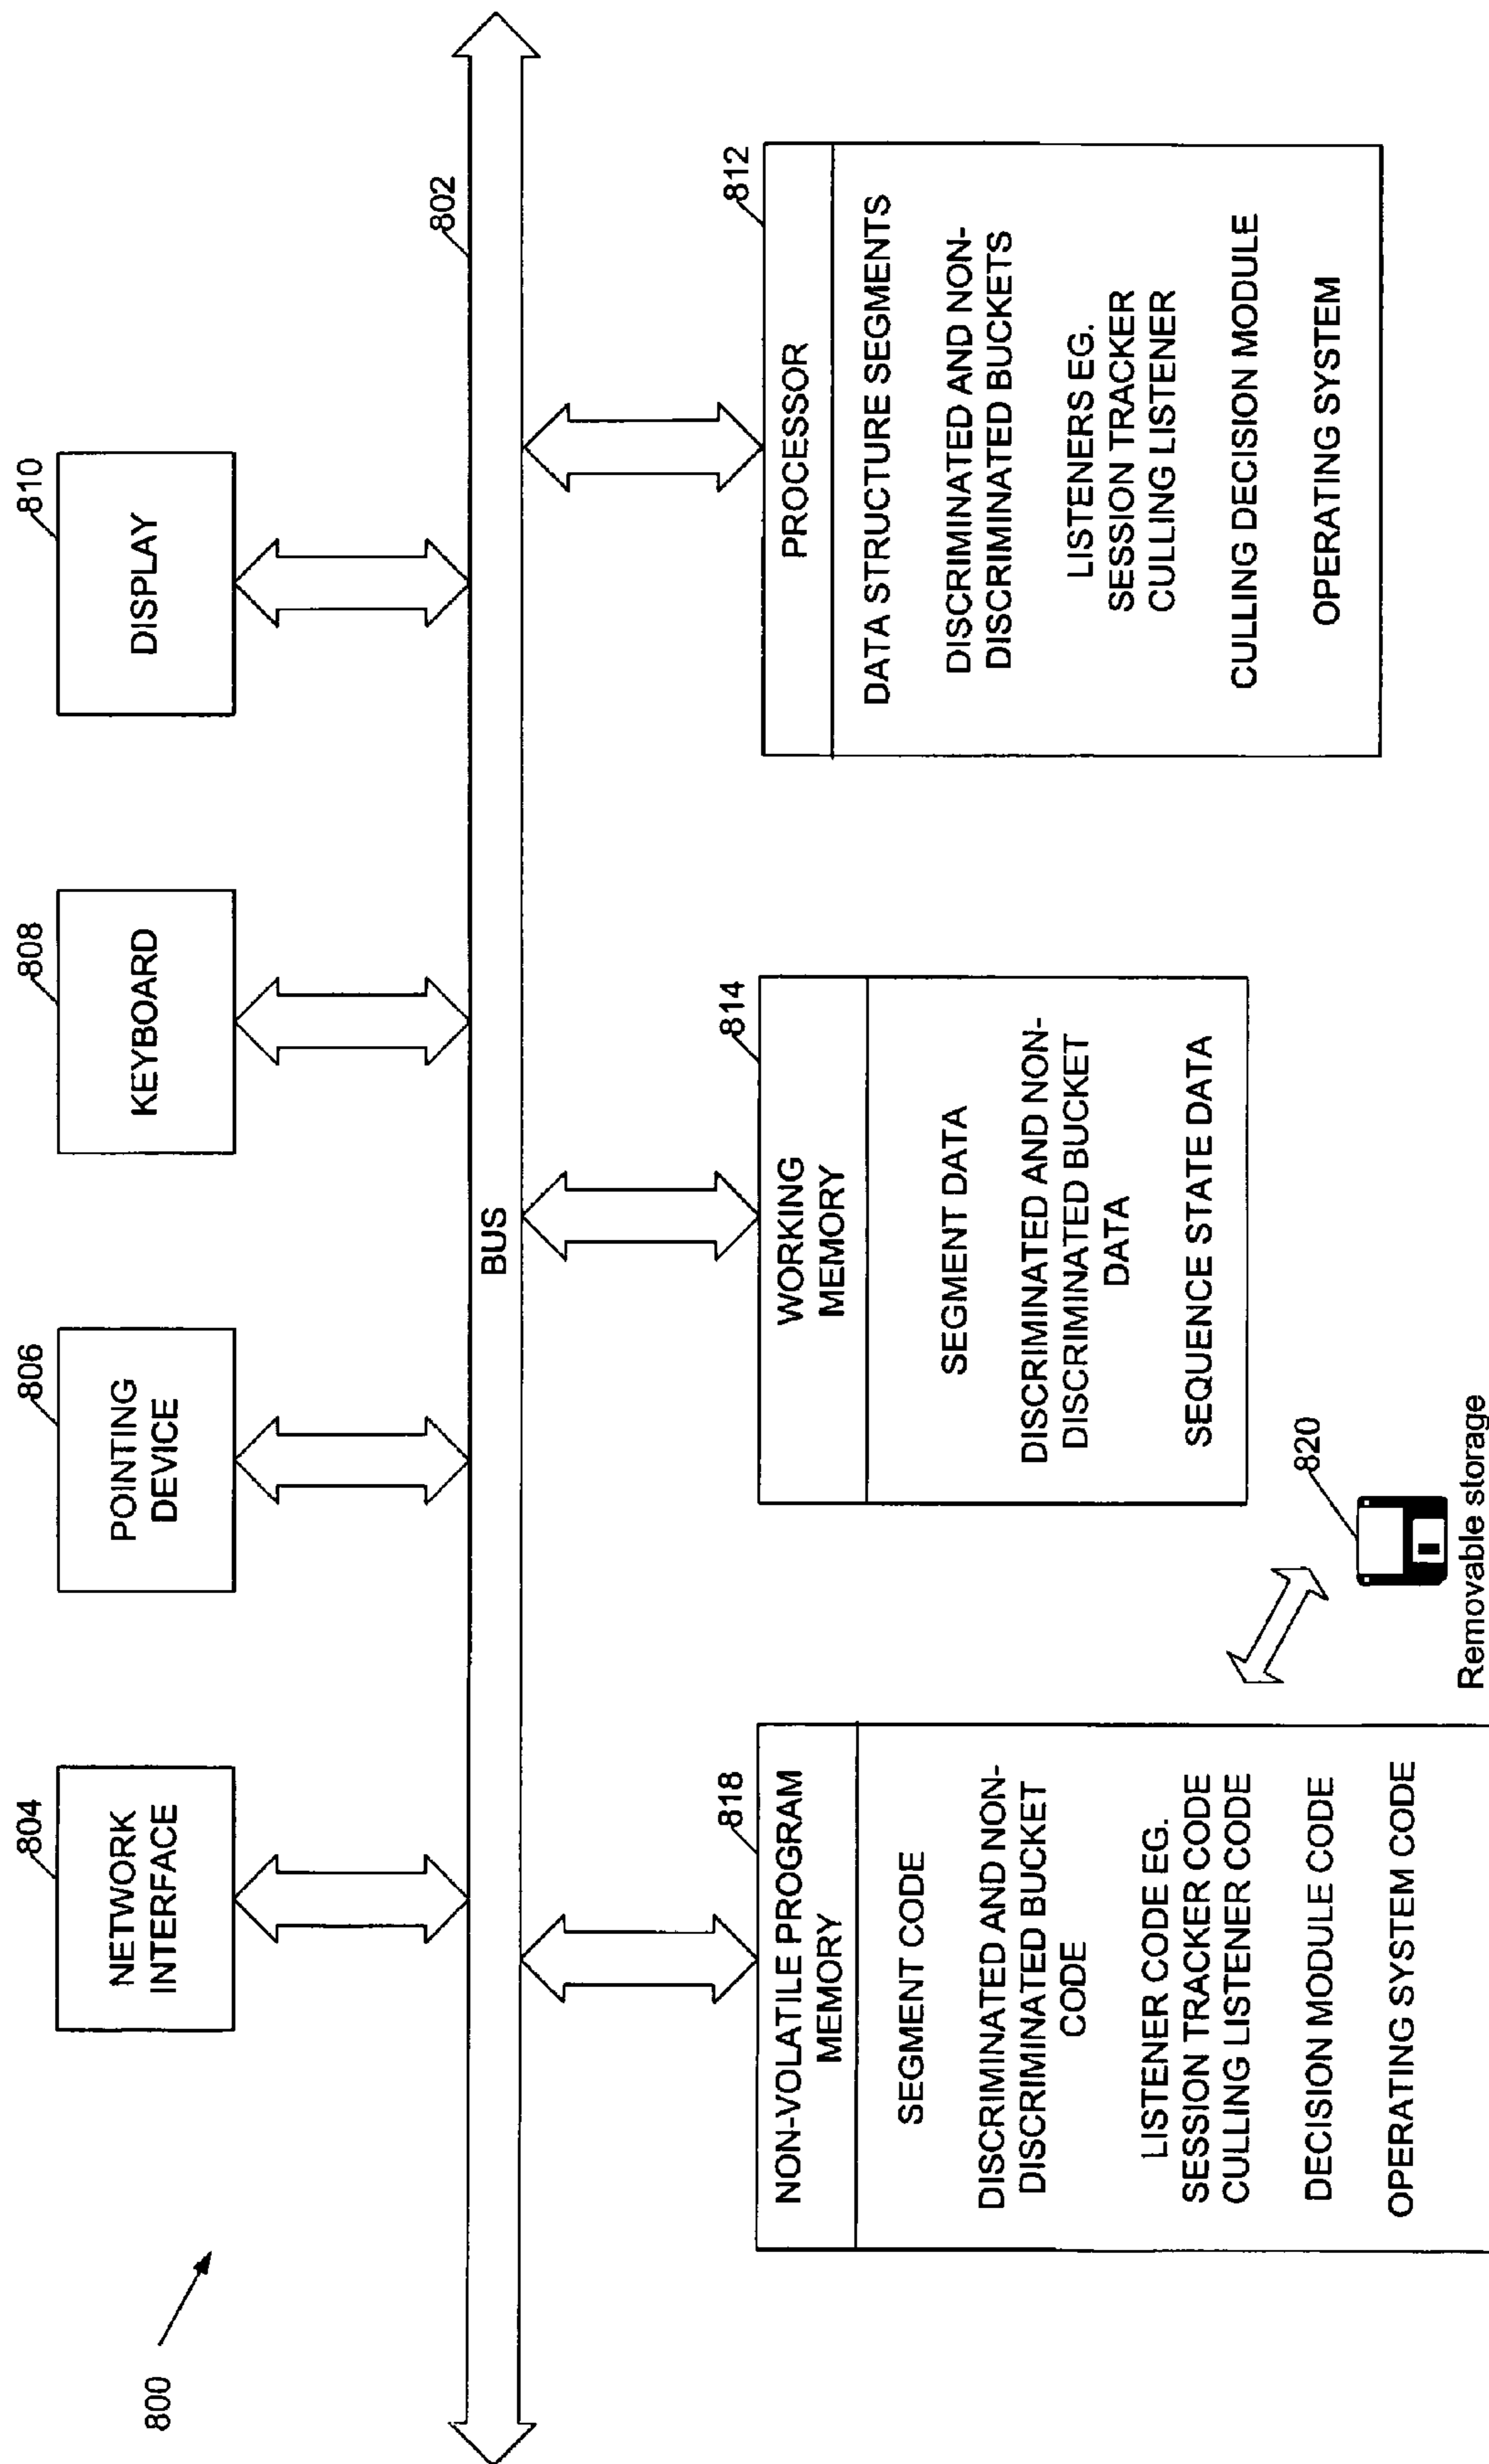 800
804
NETWORK
INTERFACE
806
POINTING
DEVICE
808
KEYBOARD
810
DISPLAY
802
BUS
818
NON-VOLATILE PROGRAM
MEMORY
SEGMENT CODE
DISCRIMINATED AND NON-
DISCRIMINATED BUCKET
CODE
LISTENER CODE EG.
SESSION TRACKER CODE
CULLING LISTENER CODE
DECISION MODULE CODE
OPERATING SYSTEM CODE
820
Removable storage
814
WORKING
MEMORY
SEGMENT DATA
DISCRIMINATED AND NON-
DISCRIMINATED BUCKET
DATA
SEQUENCE STATE DATA
812
PROCESSOR
DATA STRUCTURE SEGMENTS
DISCRIMINATED AND NON-
DISCRIMINATED BUCKETS
LISTENERS EG.
SESSION TRACKER
CULLING LISTENER
CULLING DECISION MODULE
OPERATING SYSTEM